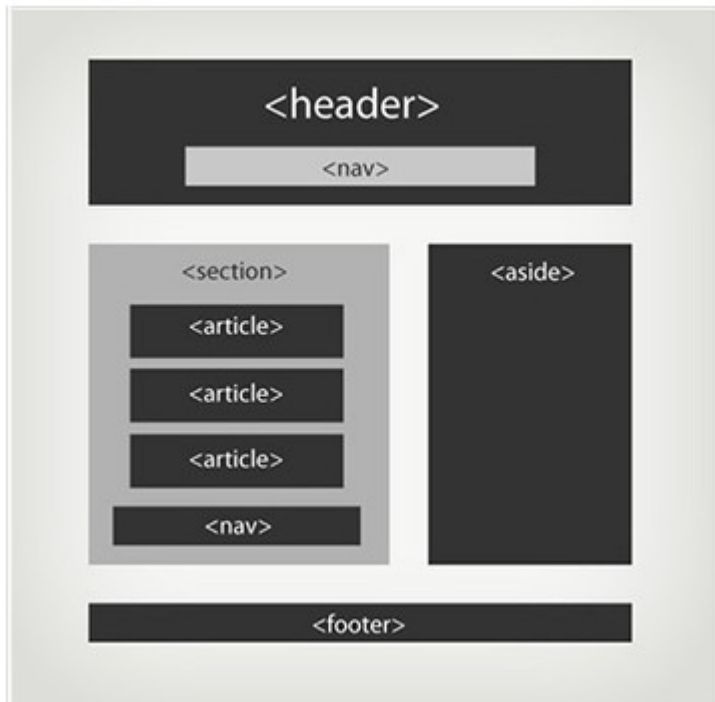 <header>
<nav>
<section>
<article>
<article>
<article>
<nav>
<aside>
<footer>